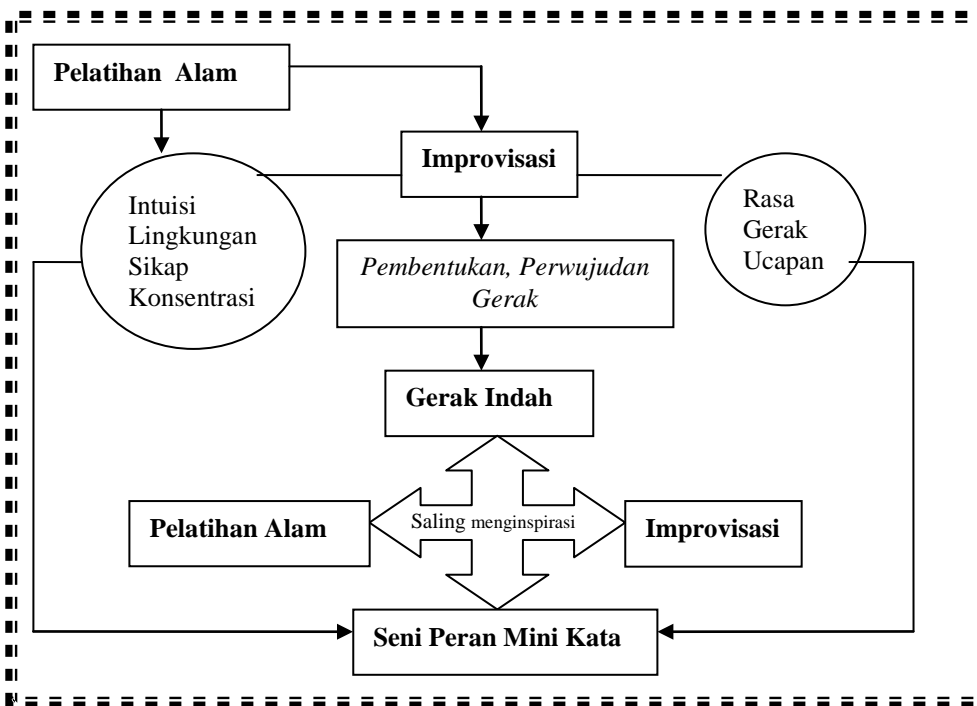 Pelatihan Alam
Improvisasi
Intuisi
Lingkungan
Sikap
Konsentrasi
Rasa
Gerak
Ucapan
Pembentukan, Perwujudan
Gerak
Gerak Indah
Pelatihan Alam
Saling menginspirasi
Improvisasi
Seni Peran Mini Kata